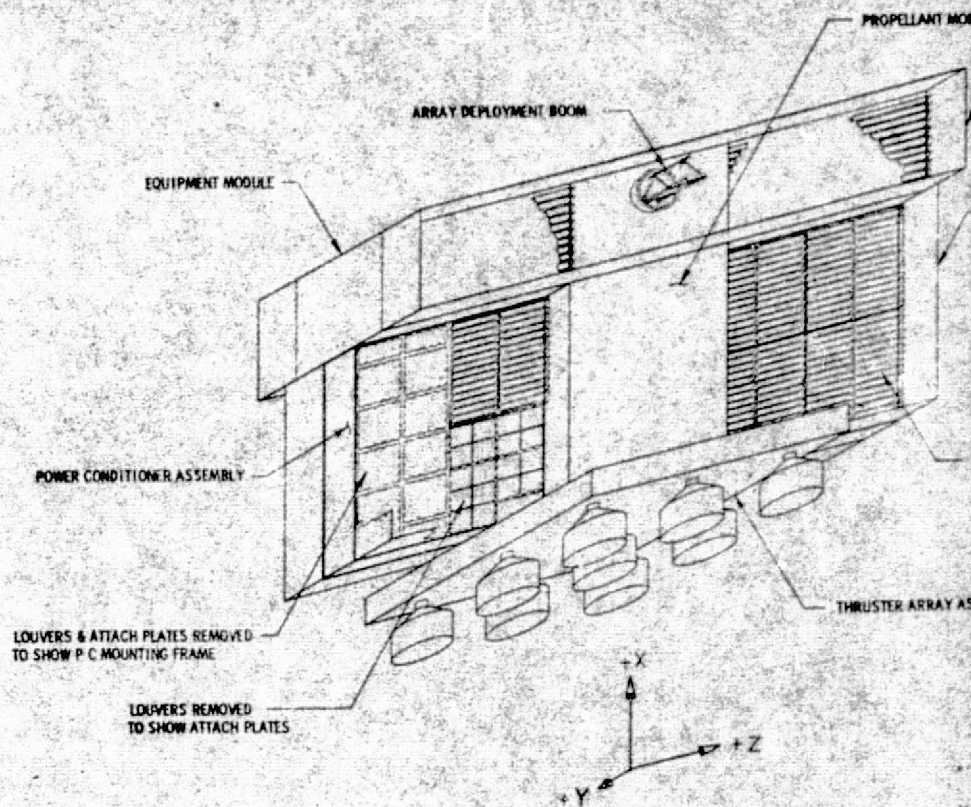 PROPELLANT MOD
ARRAY DEPLOYMENT BOOM
EQUIPMENT MODULE
POWER CONDITIONER ASSEMBLY
THRUSTER ARRAY AS
LOUVERS & ATTACH PLATES REMOVED
TO SHOW P C MOUNTING FRAME
LOUVERS REMOVED
TO SHOW ATTACH PLATES
+X
+Z
+Y